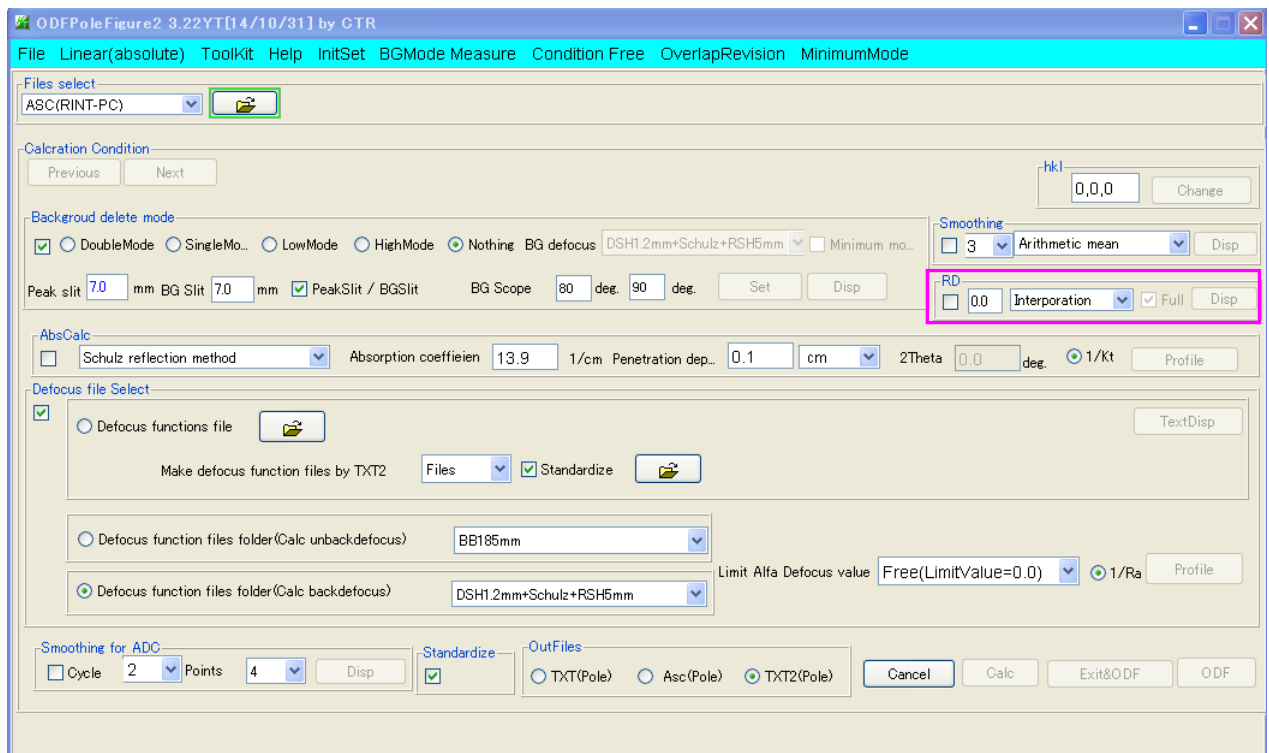 ODFPoleFigure2 3.22YT[14/10/31] by CTR
File Linear(absolute) ToolKit Help InitSet BGMode Measure Condition Free OverlapRevision MinimumMode
Files select
ASC(RINT-PC)
Calcration Condition
Previous Next
hkl
0,0,0 Change
Backgroud delete mode
DoubleMode SingleMo... LowMode HighMode Nothing BG defocus DSH1.2mm+Schulz+RSH5mm Minimum mo...
Smoothing
3 Arithmetic mean Disp
Peak slit 7.0 mm BG Slit 7.0 mm PeakSlit / BGSlit BG Scope 80 deg. 90 deg. Set Disp
RD
0.0 Interporation Full Disp
AbsCalc
Schulz reflection method Absorption coeffieien 13.9 1/cm Penetration dep... 0.1 cm 2Theta 0.0 deg. 1/Kt Profile
Defocus file Select
Defocus functions file TextDisp
Make defocus function files by TXT2 Files Standardize
Defocus function files folder(Calc unbackdefocus) BB185mm
Limit Alfa Defocus value Free(LimitValue=0.0) 1/Ra Profile
Defocus function files folder(Calc backdefocus) DSH1.2mm+Schulz+RSH5mm
Smoothing for ADC
Cycle 2 Points 4 Disp
Standardize
OutFiles
TXT(Pole) Asc(Pole) TXT2(Pole)
Cancel Calc Exit&ODF ODF